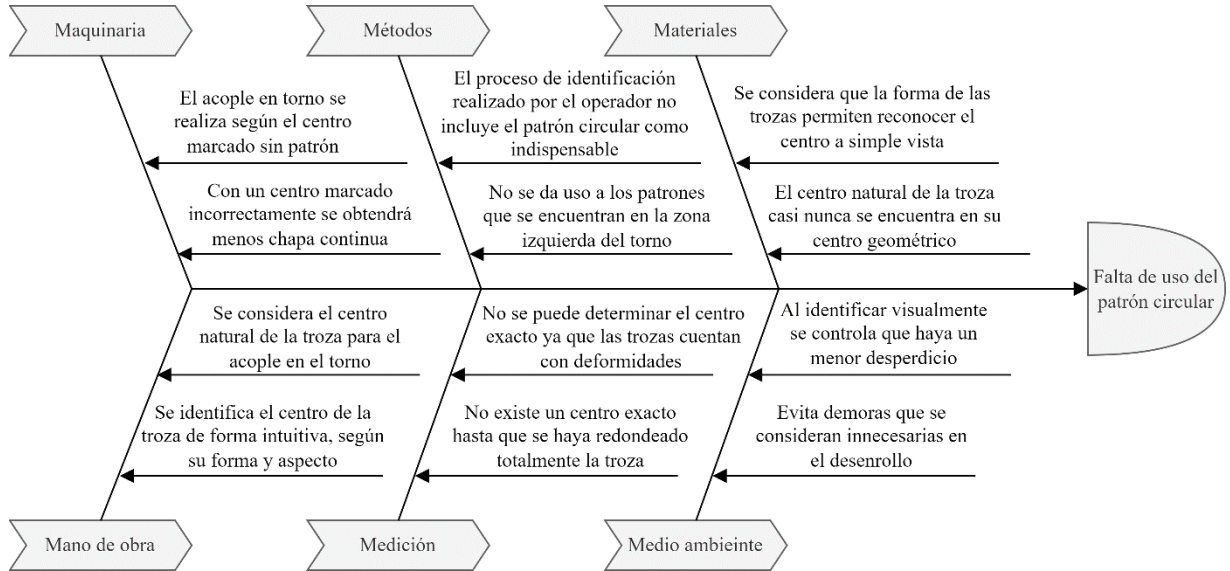 Maquinaria
Métodos
Materiales
El acople en torno se
realiza según el centro
marcado sin patrón
Con un centro marcado
incorrectamente se obtendrá
menos chapa continua
El proceso de identificación
realizado por el operador no
incluye el patrón circular como
indispensable
No se da uso a los patrones
que se encuentran en la zona
izquierda del torno
Se considera que la forma de las
trozas permiten reconocer el
centro a simple vista
El centro natural de la troza
casi nunca se encuentra en su
centro geométrico
Falta de uso del
patrón circular
Se considera el centro
natural de la troza para el
acople en el torno
Se identifica el centro de la
troza de forma intuitiva, según
su forma y aspecto
No se puede determinar el centro
exacto ya que las trozas cuentan
con deformidades
No existe un centro exacto
hasta que se haya redondeado
totalmente la troza
Al identificar visualmente
se controla que haya un
menor desperdicio
Evita demoras que se
consideran innecesarias en
el desenrollo
Mano de obra
Medición
Medio ambieinte